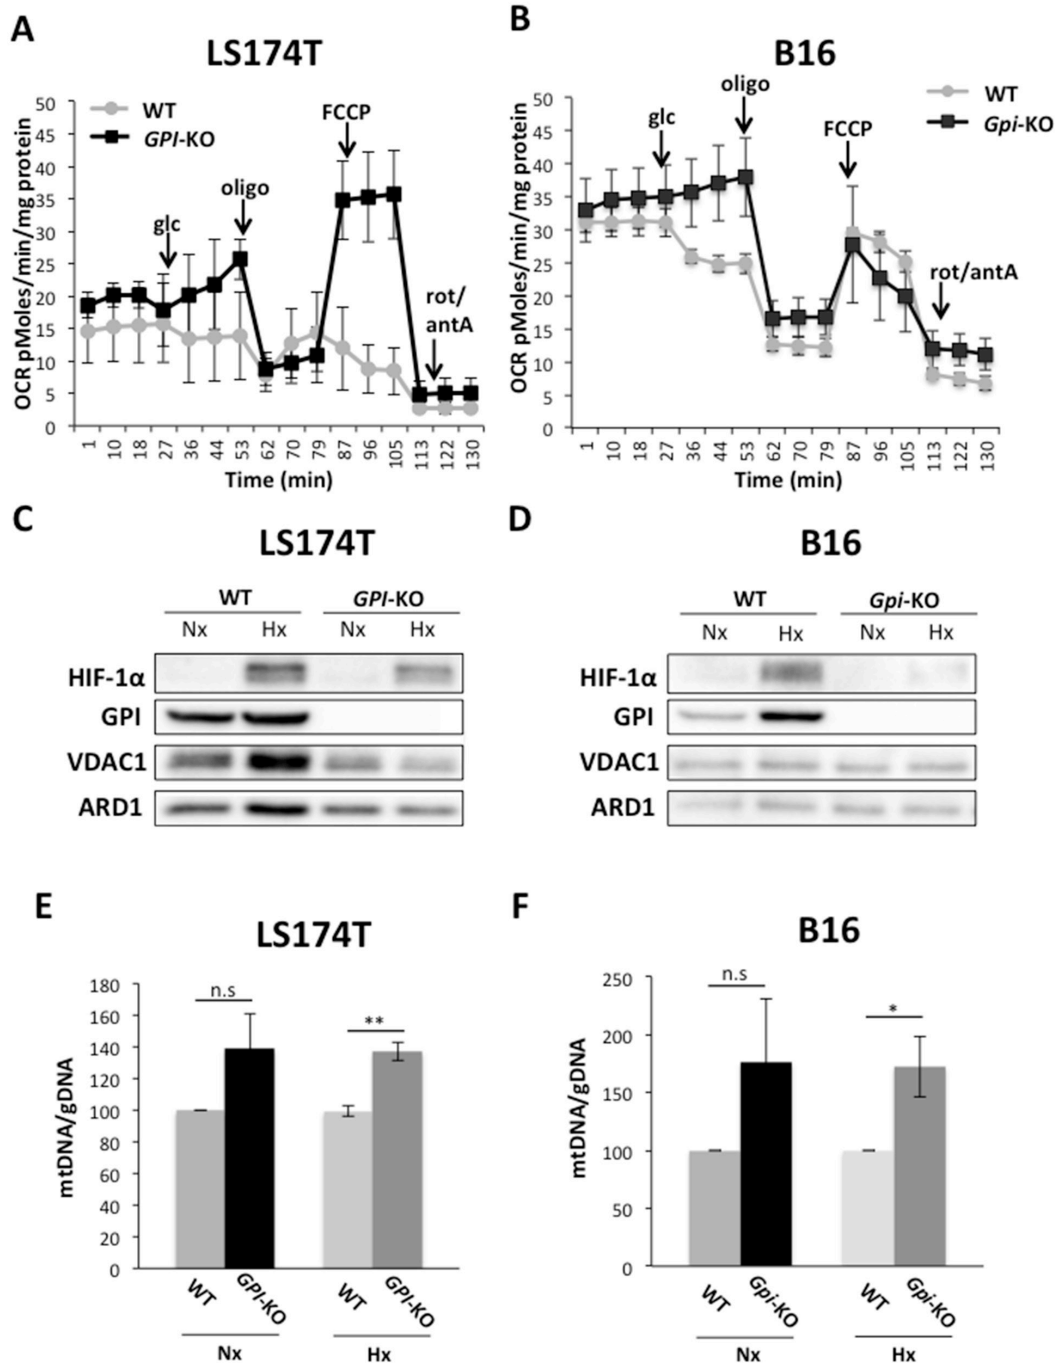 A
LS174T
WT
GPI-KO
glc
oligo
FCCP
rot/
antA
OCR pMoles/min/mg protein
50
45
40
35
30
25
20
15
10
5
0
1 10 18 27 36 44 53 62 70 79 87 96 105 113 122 130
Time (min)
B
B16
WT
Gpi-KO
glc
oligo
FCCP
rot/antA
OCR pMoles/min/mg protein
50
45
40
35
30
25
20
15
10
5
0
1 10 18 27 36 44 53 62 70 79 87 96 105 113 122 130
Time (min)
C
LS174T
WT GPI-KO
Nx Hx Nx Hx
HIF-1α
GPI
VDAC1
ARD1
D
B16
WT Gpi-KO
Nx Hx Nx Hx
HIF-1α
GPI
VDAC1
ARD1
E
LS174T
mtDNA/gDNA
180
160
140
120
100
80
60
40
20
0
n.s
**
WT GPI-KO WT GPI-KO
Nx Hx
F
B16
mtDNA/gDNA
250
200
150
100
50
0
n.s
*
WT Gpi-KO WT Gpi-KO
Nx Hx